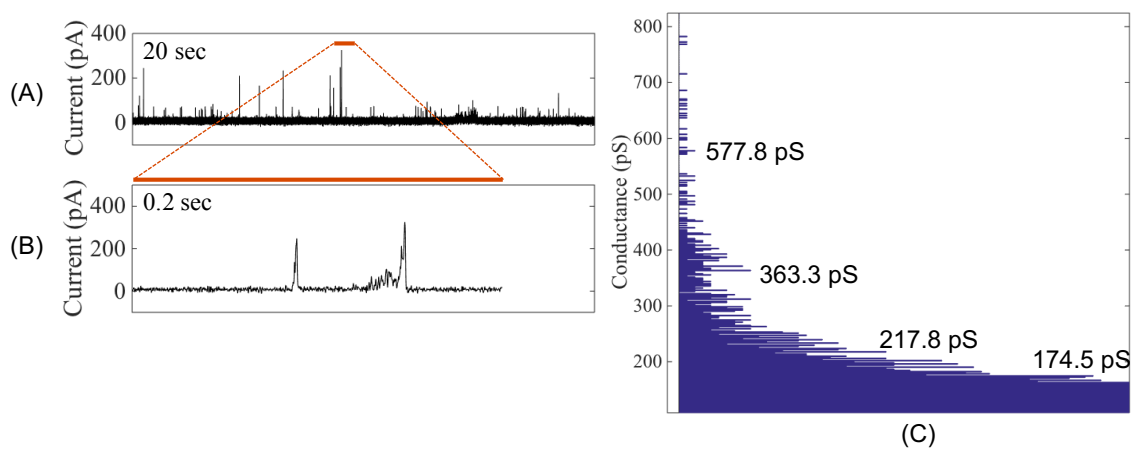 (A)
Current (pA)
400
200
0
20 sec
(B)
Current (pA)
400
200
0
0.2 sec
Conductance (pS)
800
700
600
500
400
300
200
577.8 pS
363.3 pS
217.8 pS
174.5 pS
(C)